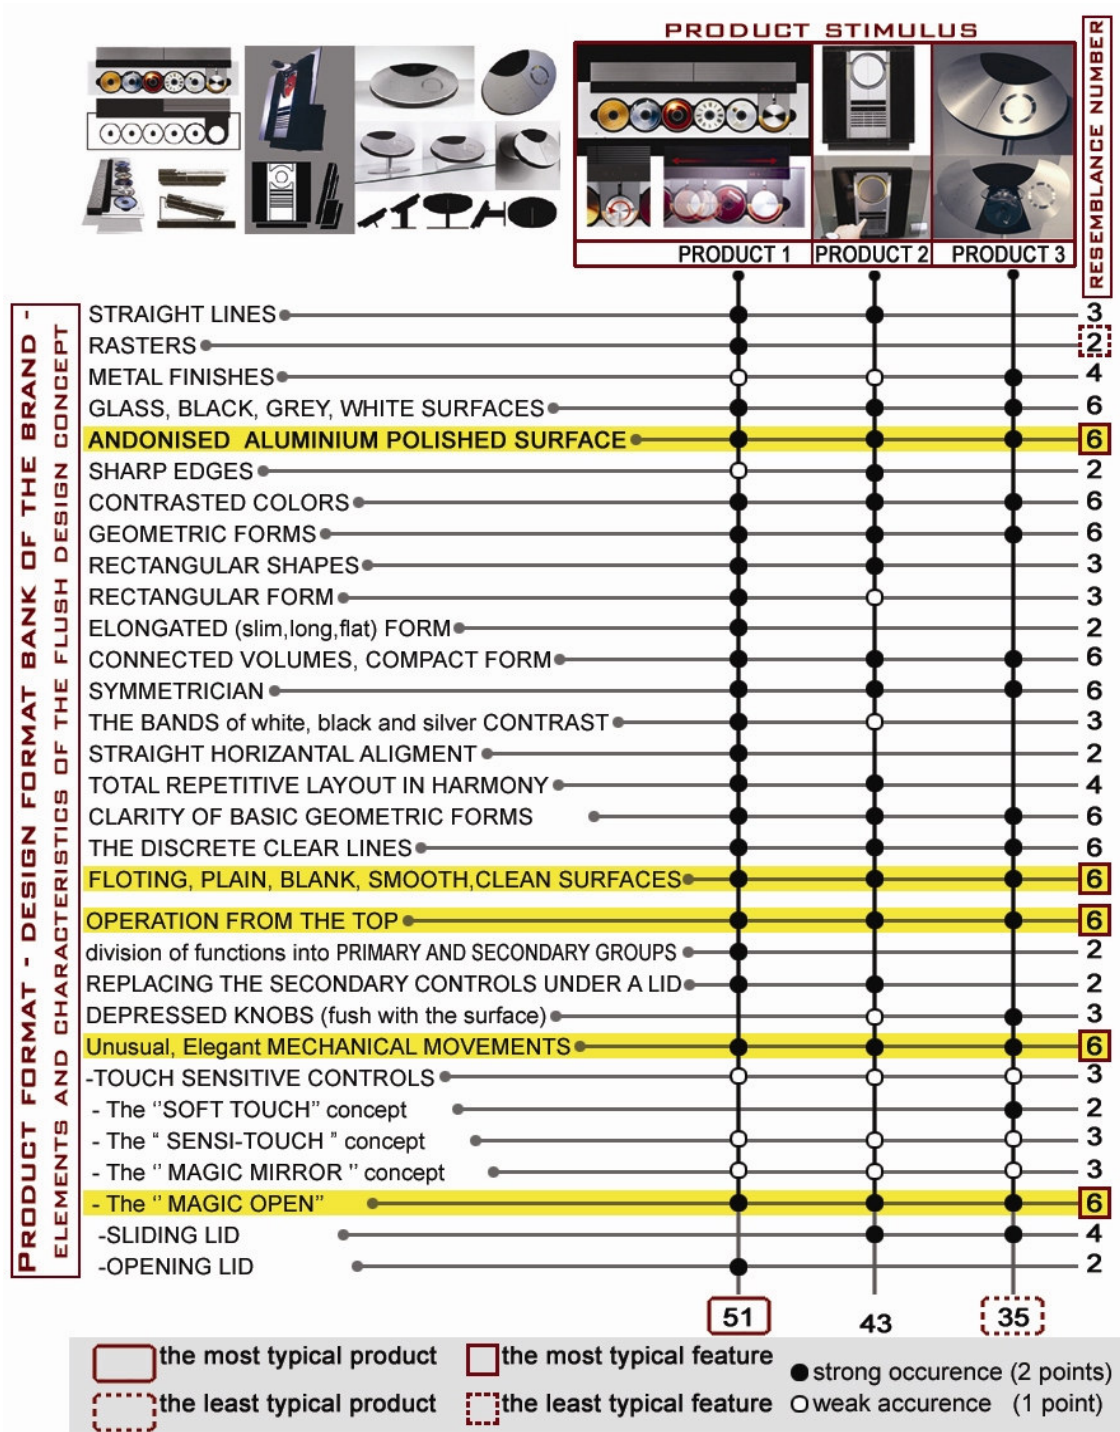 PRODUCT STIMULUS
RESEMBLANCE NUMBER
PRODUCT 1 PRODUCT 2 PRODUCT 3
PRODUCT FORMAT - DESIGN FORMAT BANK OF THE BRAND -
ELEMENTS AND CHARACTERISTICS OF THE FLUSH DESIGN CONCEPT
STRAIGHT LINES 3
RASTERS 2
METAL FINISHES 4
GLASS, BLACK, GREY, WHITE SURFACES 6
ANDONISED ALUMINIUM POLISHED SURFACE 6
SHARP EDGES 2
CONTRASTED COLORS 6
GEOMETRIC FORMS 6
RECTANGULAR SHAPES 3
RECTANGULAR FORM 3
ELONGATED (slim,long,flat) FORM 2
CONNECTED VOLUMES, COMPACT FORM 6
SYMMETRICIAN 6
THE BANDS of white, black and silver CONTRAST 3
STRAIGHT HORIZANTAL ALIGMENT 2
TOTAL REPETITIVE LAYOUT IN HARMONY 4
CLARITY OF BASIC GEOMETRIC FORMS 6
THE DISCRETE CLEAR LINES 6
FLOTING, PLAIN, BLANK, SMOOTH,CLEAN SURFACES 6
OPERATION FROM THE TOP 6
division of functions into PRIMARY AND SECONDARY GROUPS 2
REPLACING THE SECONDARY CONTROLS UNDER A LID 2
DEPRESSED KNOBS (fush with the surface) 3
Unusual, Elegant MECHANICAL MOVEMENTS 6
-TOUCH SENSITIVE CONTROLS 3
- The ‘‘SOFT TOUCH’’ concept 2
- The “ SENSI-TOUCH ” concept 3
- The ‘‘ MAGIC MIRROR ’’ concept 3
- The ‘‘ MAGIC OPEN’’ 6
-SLIDING LID 4
-OPENING LID 2
51 43 35
the most typical product the most typical feature strong occurence (2 points)
the least typical product the least typical feature weak accurence (1 point)